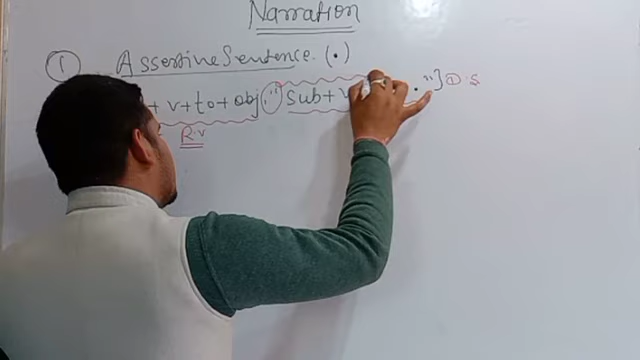 Narration
① Assertive Sentence. (•)
+ v + to + obj ," Sub + v . "] D.S
R.v